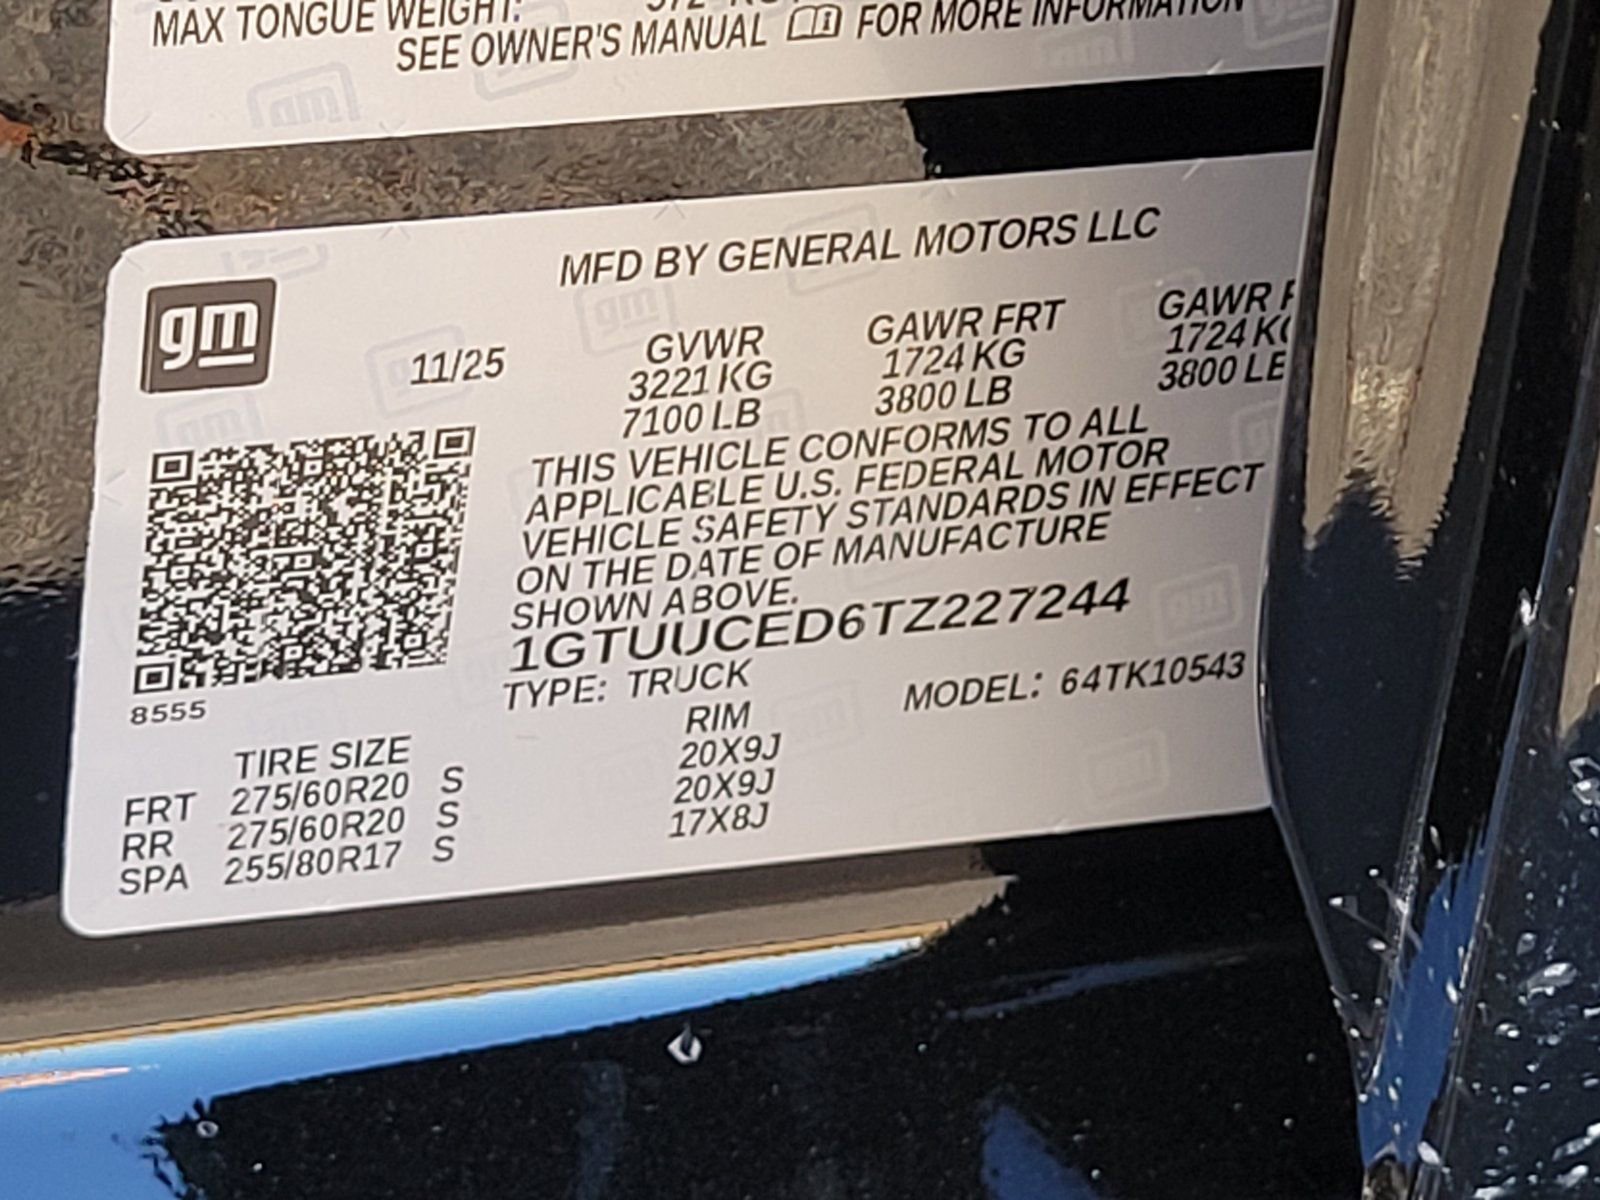 MAX TONGUE WEIGHT:
SEE OWNER'S MANUAL FOR MORE INFORMATION
gm
MFD BY GENERAL MOTORS LLC
11/25 GVWR GAWR FRT GAWR
3221 KG 1724 KG 1724 K
7100 LB 3800 LB 3800 LB
THIS VEHICLE CONFORMS TO ALL
APPLICABLE U.S. FEDERAL MOTOR
VEHICLE SAFETY STANDARDS IN EFFECT
ON THE DATE OF MANUFACTURE
SHOWN ABOVE.
1GTUUCED6TZ227244
TYPE: TRUCK MODEL: 64TK10543
8555
TIRE SIZE RIM
FRT 275/60R20 S 20X9J
RR 275/60R20 S 20X9J
SPA 255/80R17 S 17X8J